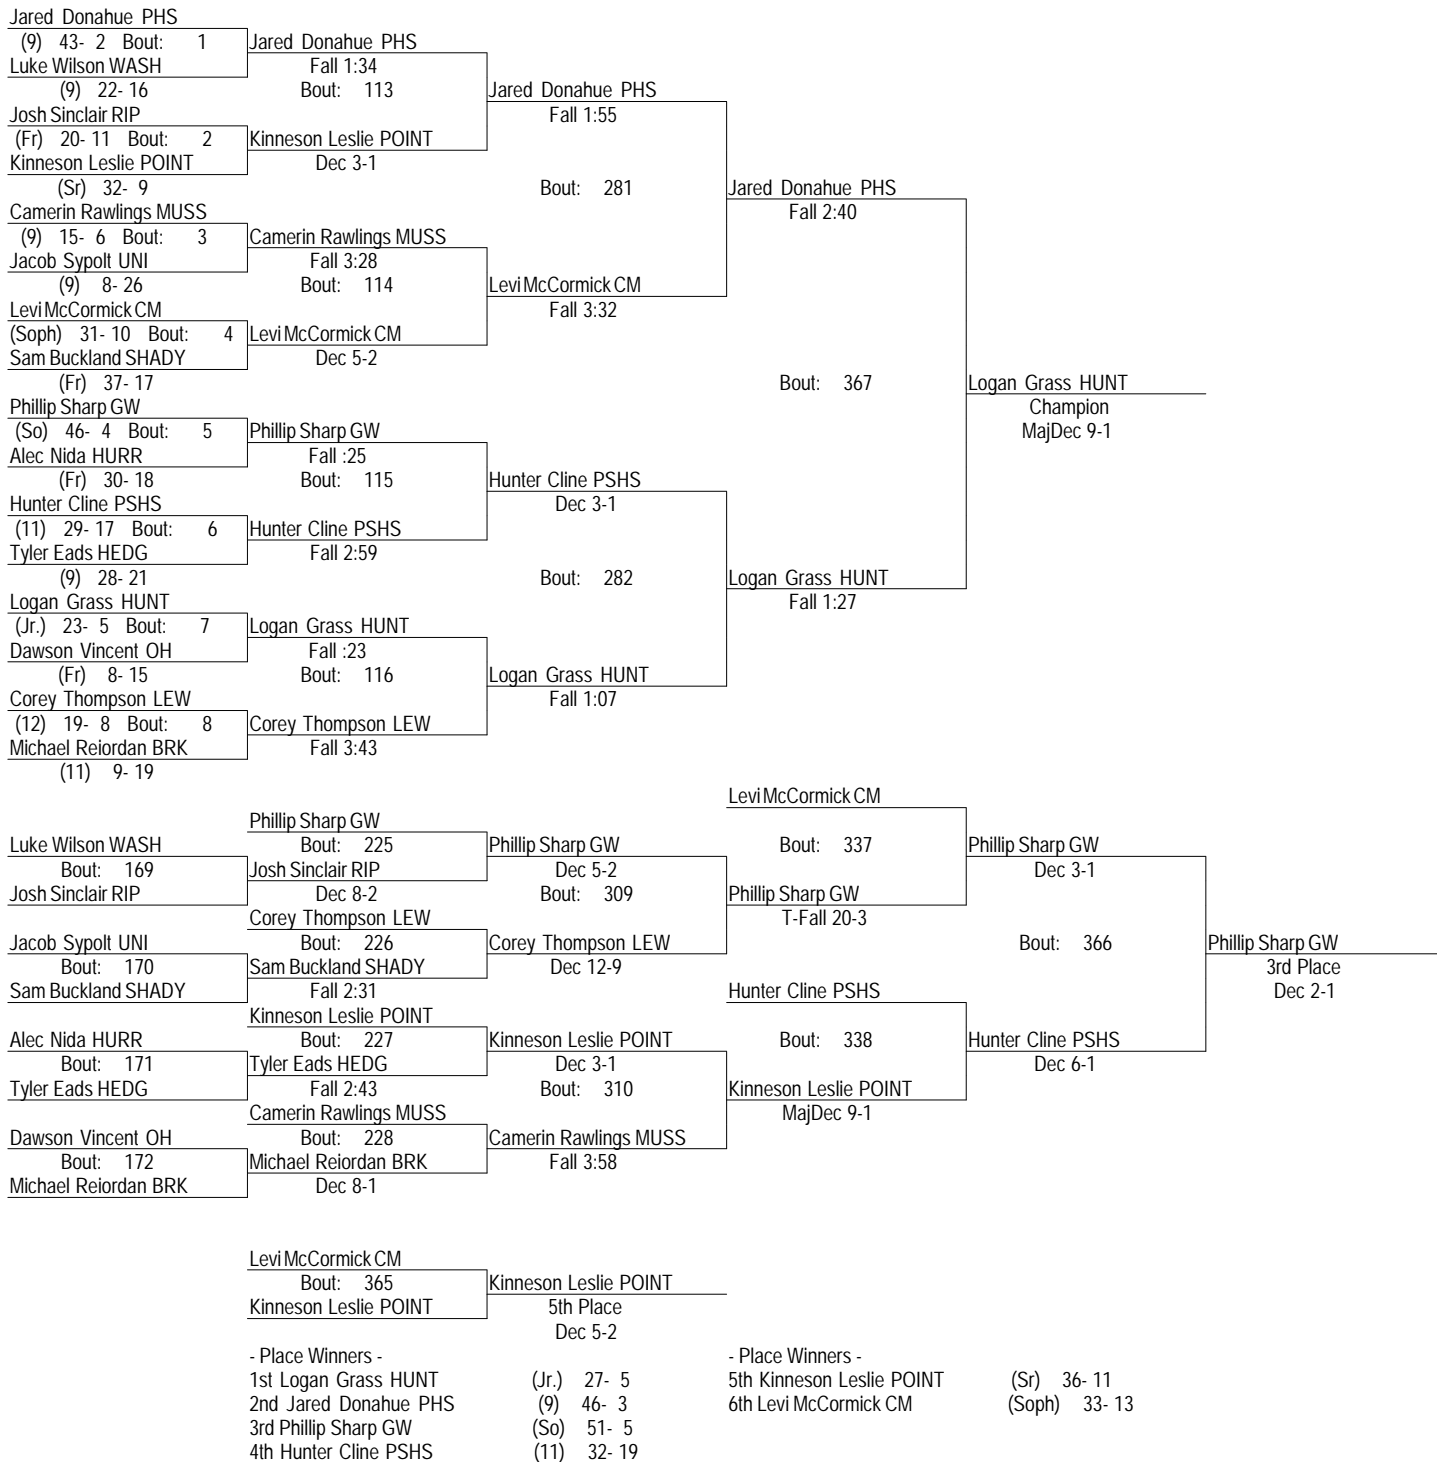 Jared Donahue PHS
(9) 43- 2 Bout: 1 Jared Donahue PHS
Luke Wilson WASH Fall 1:34
(9) 22- 16 Bout: 113 Jared Donahue PHS
Josh Sinclair RIP Fall 1:55
(Fr) 20- 11 Bout: 2 Kinneson Leslie POINT
Kinneson Leslie POINT Dec 3-1
(Sr) 32- 9 Bout: 281 Jared Donahue PHS
Camerin Rawlings MUSS Fall 2:40
(9) 15- 6 Bout: 3 Camerin Rawlings MUSS
Jacob Sypolt UNI Fall 3:28
(9) 8- 26 Bout: 114 Levi McCormick CM
Levi McCormick CM Fall 3:32
(Soph) 31- 10 Bout: 4 Levi McCormick CM
Sam Buckland SHADY Dec 5-2
(Fr) 37- 17 Bout: 367 Logan Grass HUNT
Phillip Sharp GW Champion
(So) 46- 4 Bout: 5 Phillip Sharp GW MajDec 9-1
Alec Nida HURR Fall :25
(Fr) 30- 18 Bout: 115 Hunter Cline PSHS
Hunter Cline PSHS Dec 3-1
(11) 29- 17 Bout: 6 Hunter Cline PSHS
Tyler Eads HEDG Fall 2:59
(9) 28- 21 Bout: 282 Logan Grass HUNT
Logan Grass HUNT Fall 1:27
(Jr.) 23- 5 Bout: 7 Logan Grass HUNT
Dawson Vincent OH Fall :23
(Fr) 8- 15 Bout: 116 Logan Grass HUNT
Corey Thompson LEW Fall 1:07
(12) 19- 8 Bout: 8 Corey Thompson LEW
Michael Reiordan BRK Fall 3:43
(11) 9- 19
Levi McCormick CM
Phillip Sharp GW
Luke Wilson WASH Bout: 225 Phillip Sharp GW Bout: 337 Phillip Sharp GW
Bout: 169 Josh Sinclair RIP Dec 5-2 Dec 3-1
Josh Sinclair RIP Dec 8-2 Bout: 309 Phillip Sharp GW
Corey Thompson LEW T-Fall 20-3
Jacob Sypolt UNI Bout: 226 Corey Thompson LEW Bout: 366 Phillip Sharp GW
Bout: 170 Sam Buckland SHADY Dec 12-9 3rd Place
Sam Buckland SHADY Fall 2:31 Hunter Cline PSHS Dec 2-1
Kinneson Leslie POINT
Alec Nida HURR Bout: 227 Kinneson Leslie POINT Bout: 338 Hunter Cline PSHS
Bout: 171 Tyler Eads HEDG Dec 3-1 Dec 6-1
Tyler Eads HEDG Fall 2:43 Bout: 310 Kinneson Leslie POINT
Camerin Rawlings MUSS MajDec 9-1
Dawson Vincent OH Bout: 228 Camerin Rawlings MUSS
Bout: 172 Michael Reiordan BRK Fall 3:58
Michael Reiordan BRK Dec 8-1
Levi McCormick CM
Bout: 365 Kinneson Leslie POINT
Kinneson Leslie POINT 5th Place
Dec 5-2
- Place Winners - - Place Winners -
1st Logan Grass HUNT (Jr.) 27- 5 5th Kinneson Leslie POINT (Sr) 36- 11
2nd Jared Donahue PHS (9) 46- 3 6th Levi McCormick CM (Soph) 33- 13
3rd Phillip Sharp GW (So) 51- 5
4th Hunter Cline PSHS (11) 32- 19